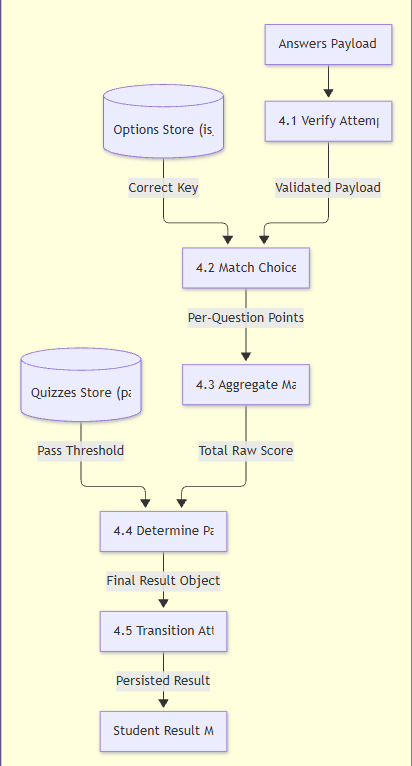 Answers Payload
4.1 Verify Attem
Options Store (is
Correct Key
Validated Payload
4.2 Match Choice
Per-Question Points
4.3 Aggregate Ma
Quizzes Store (pa
Pass Threshold
Total Raw Score
4.4 Determine Pa
Final Result Object
4.5 Transition Att
Persisted Result
Student Result M